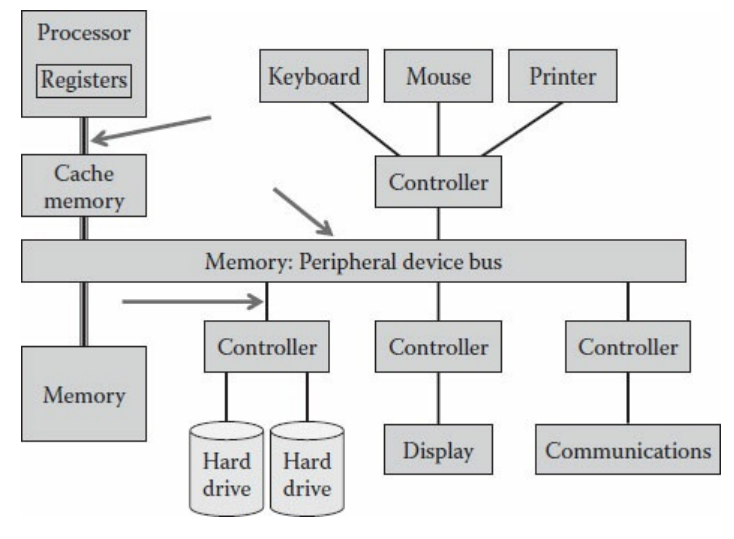 Processor
Registers
Keyboard
Mouse
Printer
Cache
memory
Controller
Memory: Peripheral device bus
Controller
Controller
Controller
Memory
Hard
drive
Hard
drive
Display
Communications